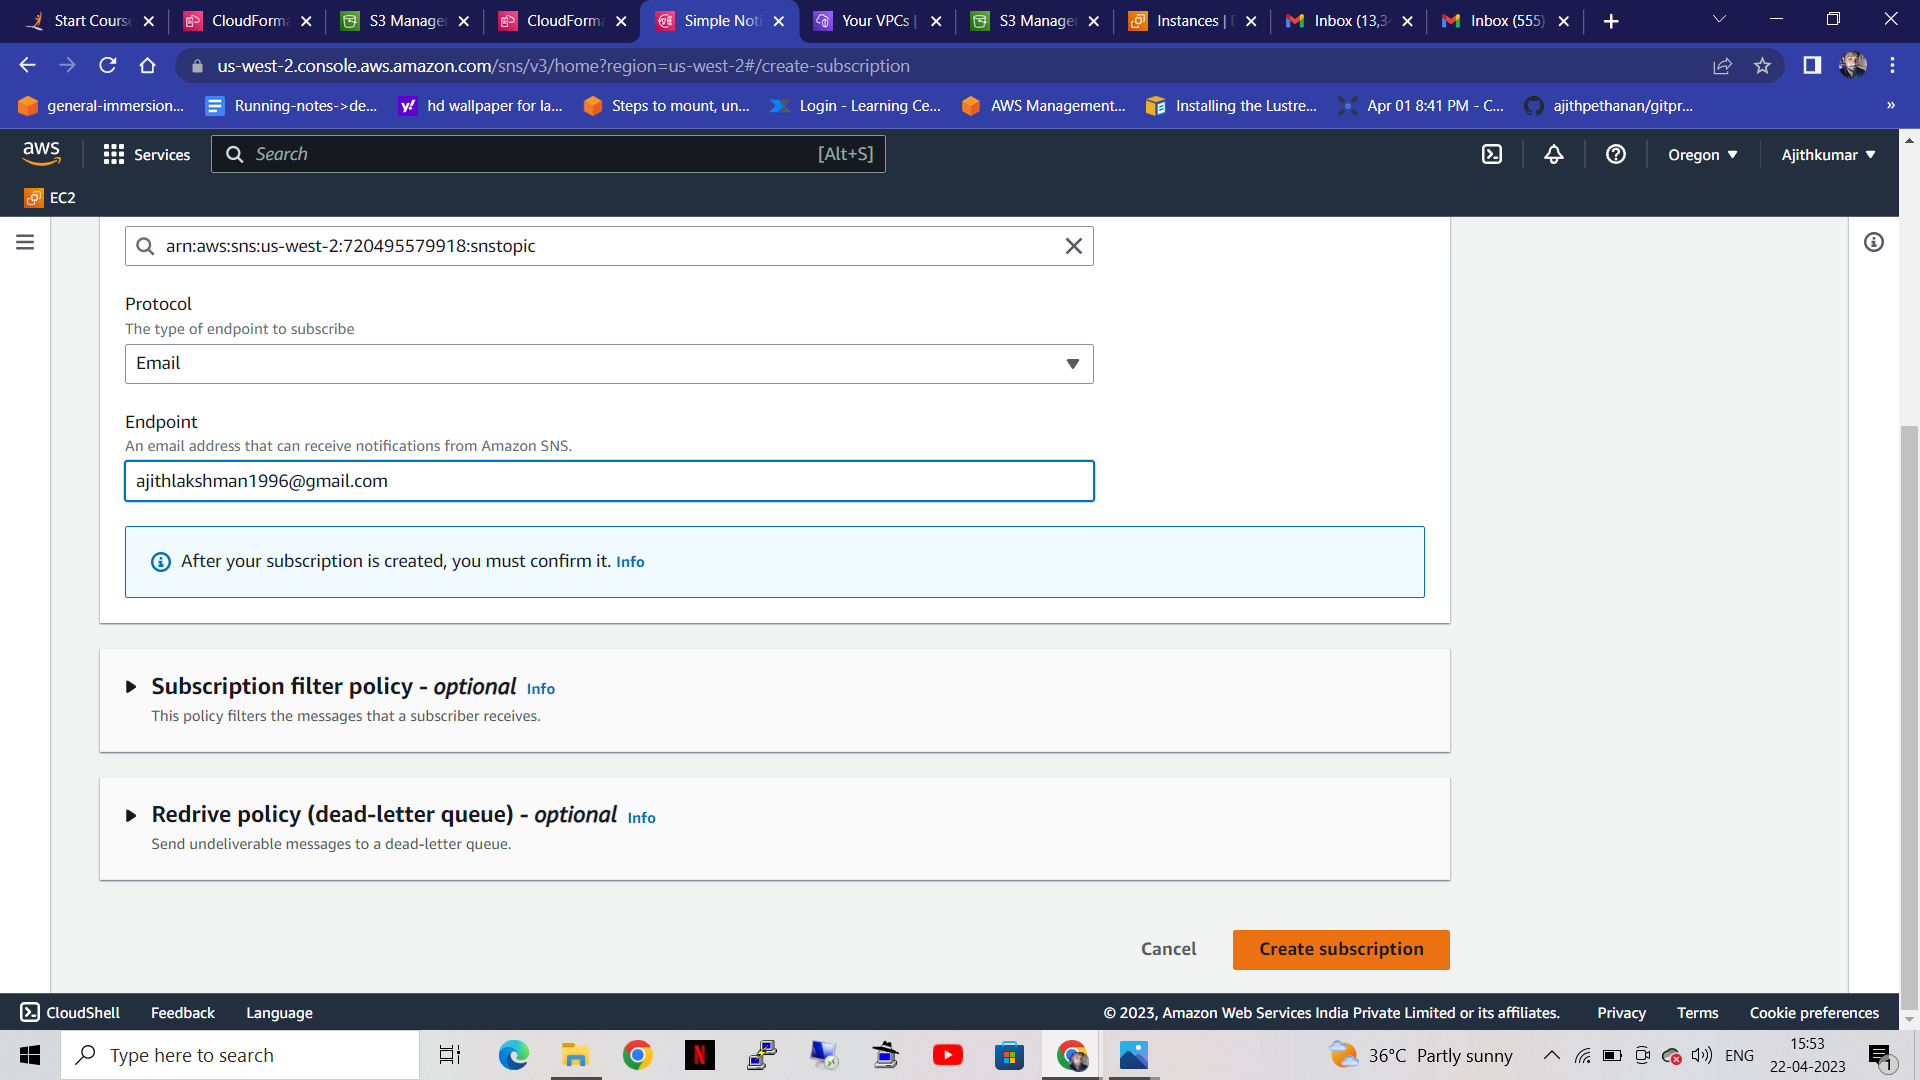 Start Course
CloudForma
S3 Manager
CloudForma
Simple Noti
Your VPCs |
S3 Manager
Instances | E
Inbox (13,34
Inbox (555)
us-west-2.console.aws.amazon.com/sns/v3/home?region=us-west-2#/create-subscription
general-immersion...
Running-notes->de...
hd wallpaper for la...
Steps to mount, un...
Login - Learning Ce...
AWS Management...
Installing the Lustre...
Apr 01 8:41 PM - C...
ajithpethanan/gitpr...
»
aws
Services
Search
[Alt+S]
Oregon
Ajithkumar
EC2
arn:aws:sns:us-west-2:720495579918:snstopic
Protocol
The type of endpoint to subscribe
Email
Endpoint
An email address that can receive notifications from Amazon SNS.
ajithlakshman1996@gmail.com
After your subscription is created, you must confirm it. Info
Subscription filter policy - optional Info
This policy filters the messages that a subscriber receives.
Redrive policy (dead-letter queue) - optional Info
Send undeliverable messages to a dead-letter queue.
Cancel
Create subscription
CloudShell
Feedback
Language
© 2023, Amazon Web Services India Private Limited or its affiliates.
Privacy
Terms
Cookie preferences
Type here to search
36°C Partly sunny
ENG
15:53
22-04-2023
1